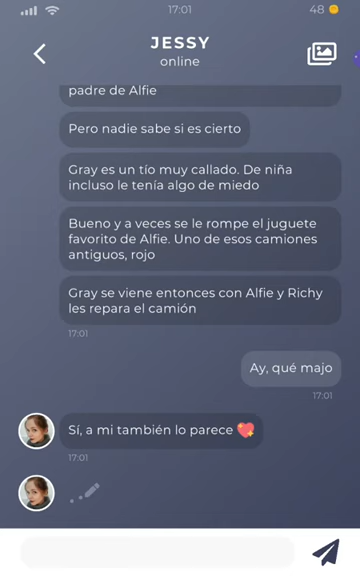 17:01
48
JESSY
online
padre de Alfie
Pero nadie sabe si es cierto
Gray es un tío muy callado. De niña
incluso le tenía algo de miedo
Bueno y a veces se le rompe el juguete
favorito de Alfie. Uno de esos camiones
antiguos, rojo
Gray se viene entonces con Alfie y Richy
les repara el camión
17:01
Ay, qué majo
17:01
Sí, a mi también lo parece 💖
17:01